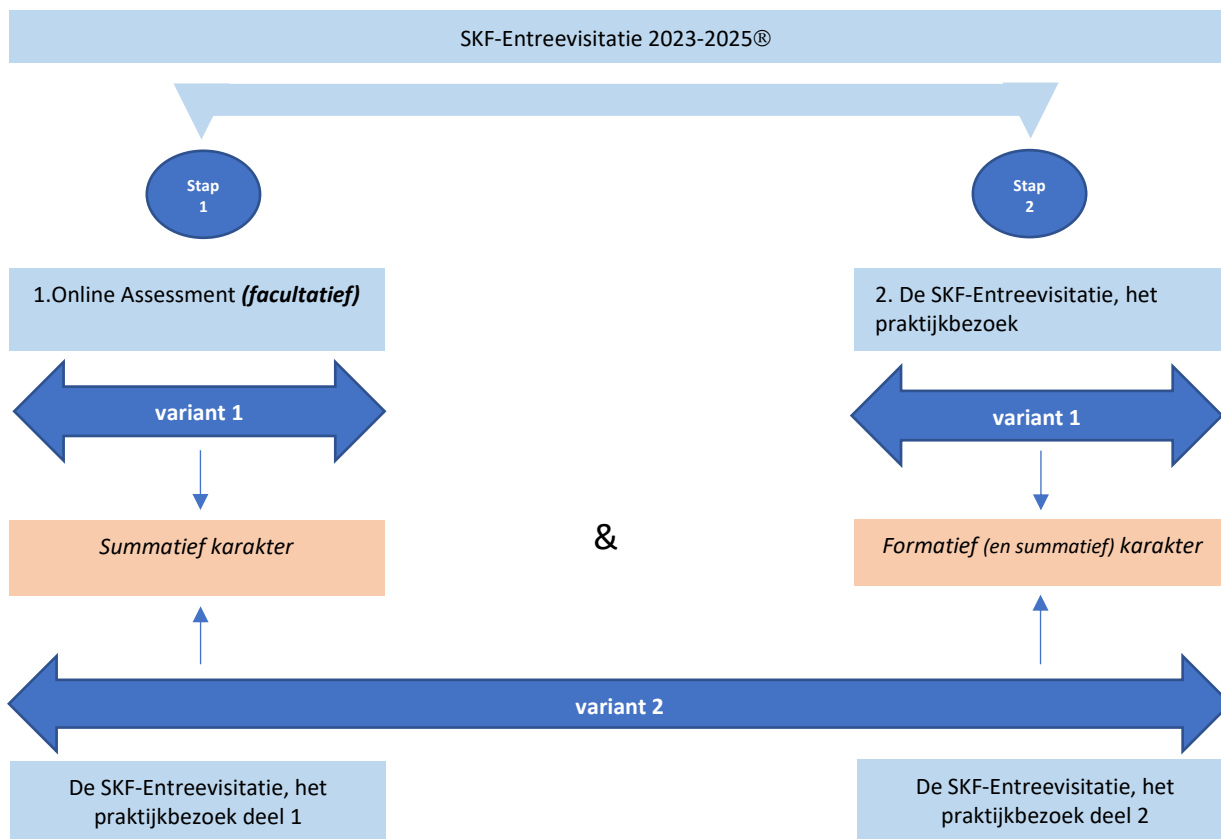 SKF-Entreevisitatie 2023-2025®
Stap
1
Stap
2
1.Online Assessment (facultatief)
2. De SKF-Entreevisitatie, het
praktijkbezoek
variant 1
variant 1
Summatief karakter
&
Formatief (en summatief) karakter
variant 2
De SKF-Entreevisitatie, het
praktijkbezoek deel 1
De SKF-Entreevisitatie, het
praktijkbezoek deel 2